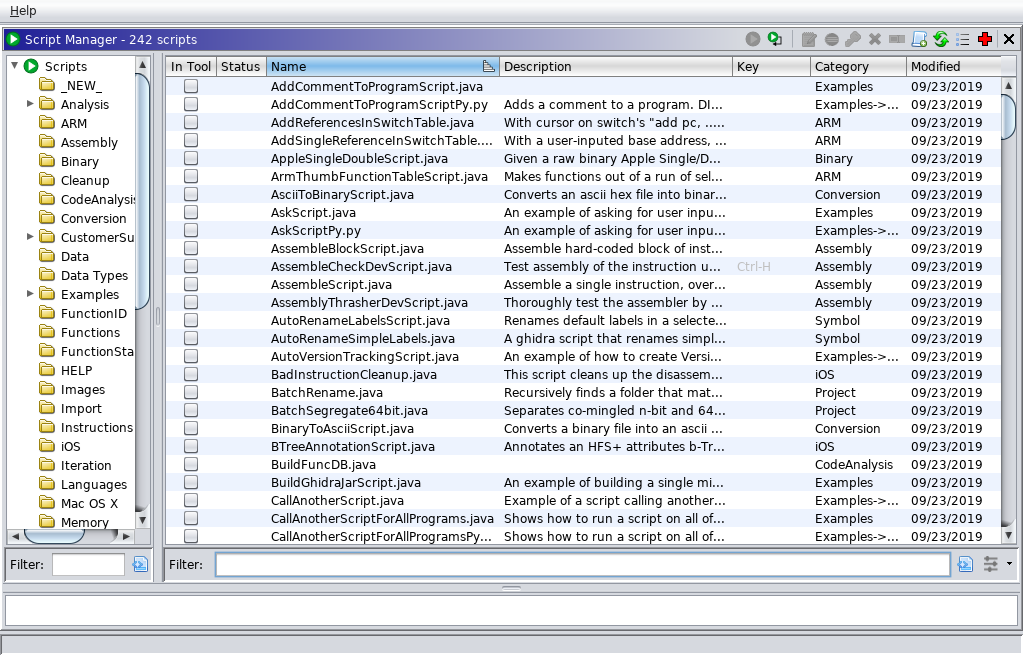 Help
Script Manager - 242 scripts
Scripts
_NEW_
Analysis
ARM
Assembly
Binary
Cleanup
CodeAnalysis
Conversion
CustomerSu
Data
Data Types
Examples
FunctionID
Functions
FunctionSta
HELP
Images
Import
Instructions
iOS
Iteration
Languages
Mac OS X
Memory
Filter:
In Tool Status Name Description Key Category Modified
AddCommentToProgramScript.java Examples 09/23/2019
AddCommentToProgramScriptPy.py Adds a comment to a program. DI... Examples->... 09/23/2019
AddReferencesInSwitchTable.java With cursor on switch's "add pc, ..... ARM 09/23/2019
AddSingleReferenceInSwitchTable.... With a user-inputed base address, ... ARM 09/23/2019
AppleSingleDoubleScript.java Given a raw binary Apple Single/D... Binary 09/23/2019
ArmThumbFunctionTableScript.java Makes functions out of a run of sel... ARM 09/23/2019
AsciiToBinaryScript.java Converts an ascii hex file into binar... Conversion 09/23/2019
AskScript.java An example of asking for user inpu... Examples 09/23/2019
AskScriptPy.py An example of asking for user inpu... Examples->... 09/23/2019
AssembleBlockScript.java Assemble hard-coded block of inst... Assembly 09/23/2019
AssembleCheckDevScript.java Test assembly of the instruction u... Ctrl-H Assembly 09/23/2019
AssembleScript.java Assemble a single instruction, over... Assembly 09/23/2019
AssemblyThrasherDevScript.java Thoroughly test the assembler by ... Assembly 09/23/2019
AutoRenameLabelsScript.java Renames default labels in a selecte... Symbol 09/23/2019
AutoRenameSimpleLabels.java A ghidra script that renames simpl... Symbol 09/23/2019
AutoVersionTrackingScript.java An example of how to create Versi... Examples->... 09/23/2019
BadInstructionCleanup.java This script cleans up the disassem... iOS 09/23/2019
BatchRename.java Recursively finds a folder that mat... Project 09/23/2019
BatchSegregate64bit.java Separates co-mingled n-bit and 64... Project 09/23/2019
BinaryToAsciiScript.java Converts a binary file into an ascii ... Conversion 09/23/2019
BTreeAnnotationScript.java Annotates an HFS+ attributes b-Tr... iOS 09/23/2019
BuildFuncDB.java CodeAnalysis 09/23/2019
BuildGhidraJarScript.java An example of building a single mi... Examples 09/23/2019
CallAnotherScript.java Example of a script calling another... Examples->... 09/23/2019
CallAnotherScriptForAllPrograms.java Shows how to run a script on all of... Examples 09/23/2019
CallAnotherScriptForAllProgramsPy... Shows how to run a script on all of... Examples->... 09/23/2019
Filter: